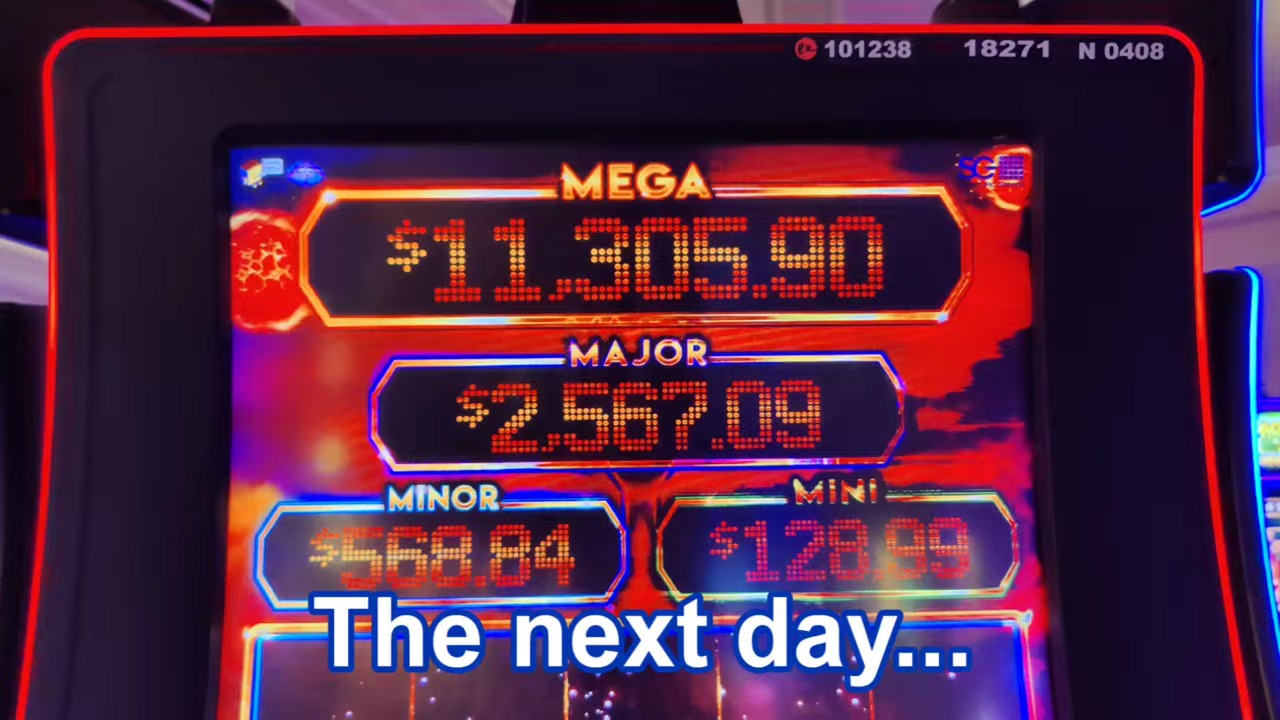 101238 18271 N 0408
SG
MEGA
$11,305.90
MAJOR
$2,567.09
MINOR MINI
$568.84 $128.99
The next day...